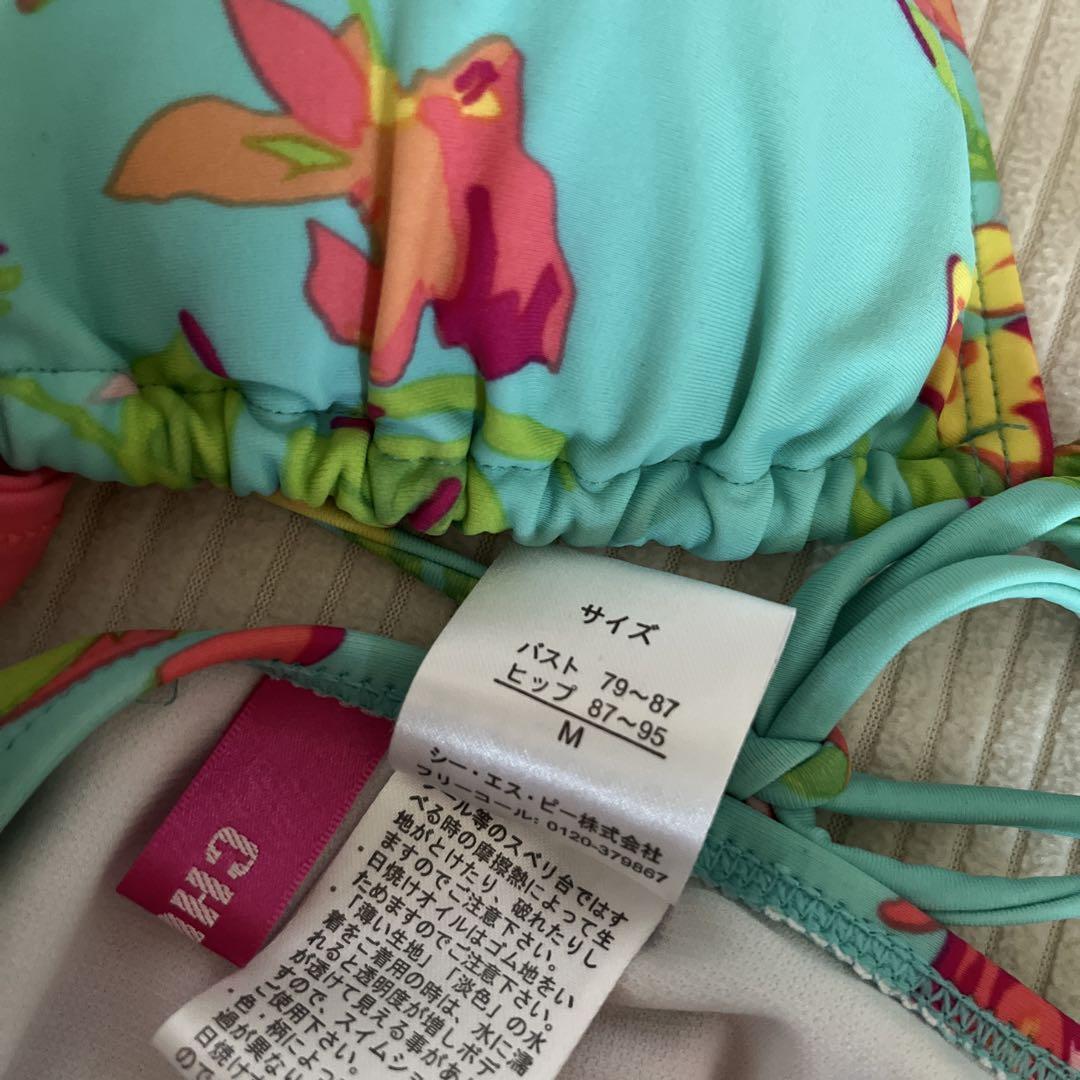 サイズ
バスト 79〜87
ヒップ 87〜95
M
シー・エス・ピー株式会社
フリーコール: 0120-379867
ル等のスベリ台ではす
べる時の摩擦熱によって生
地がとけたり、破れたりし
ますのでご注意下さい。
・日焼けオイルはゴム地をい
ためますのでご注意下さい。
・「薄い生地」「淡色」の水
着をご着用の時は、水に濡
れると透明度が増しボデ
が透けて見える事があ
すので、スイムショ
ご使用下さい。
・色・柄によっ
過が異な
日焼け
ので
CH